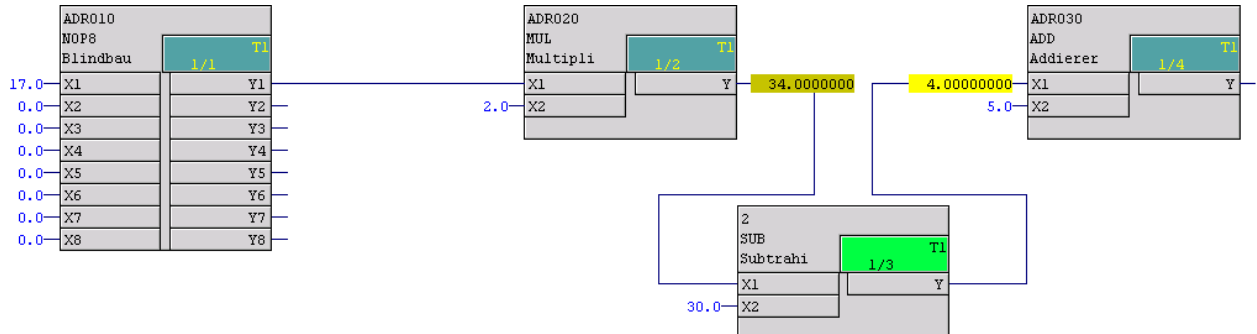 ADR010
NOP8
Blindbau
T1
1/1
17.0 X1 Y1
0.0 X2 Y2
0.0 X3 Y3
0.0 X4 Y4
0.0 X5 Y5
0.0 X6 Y6
0.0 X7 Y7
0.0 X8 Y8
ADR020
MUL
Multipli
T1
1/2
X1 Y 34.0000000
2.0 X2
2
SUB
Subtrahi
T1
1/3
X1 Y
30.0 X2
ADR030
ADD
Addierer
T1
1/4
4.00000000 X1 Y
5.0 X2